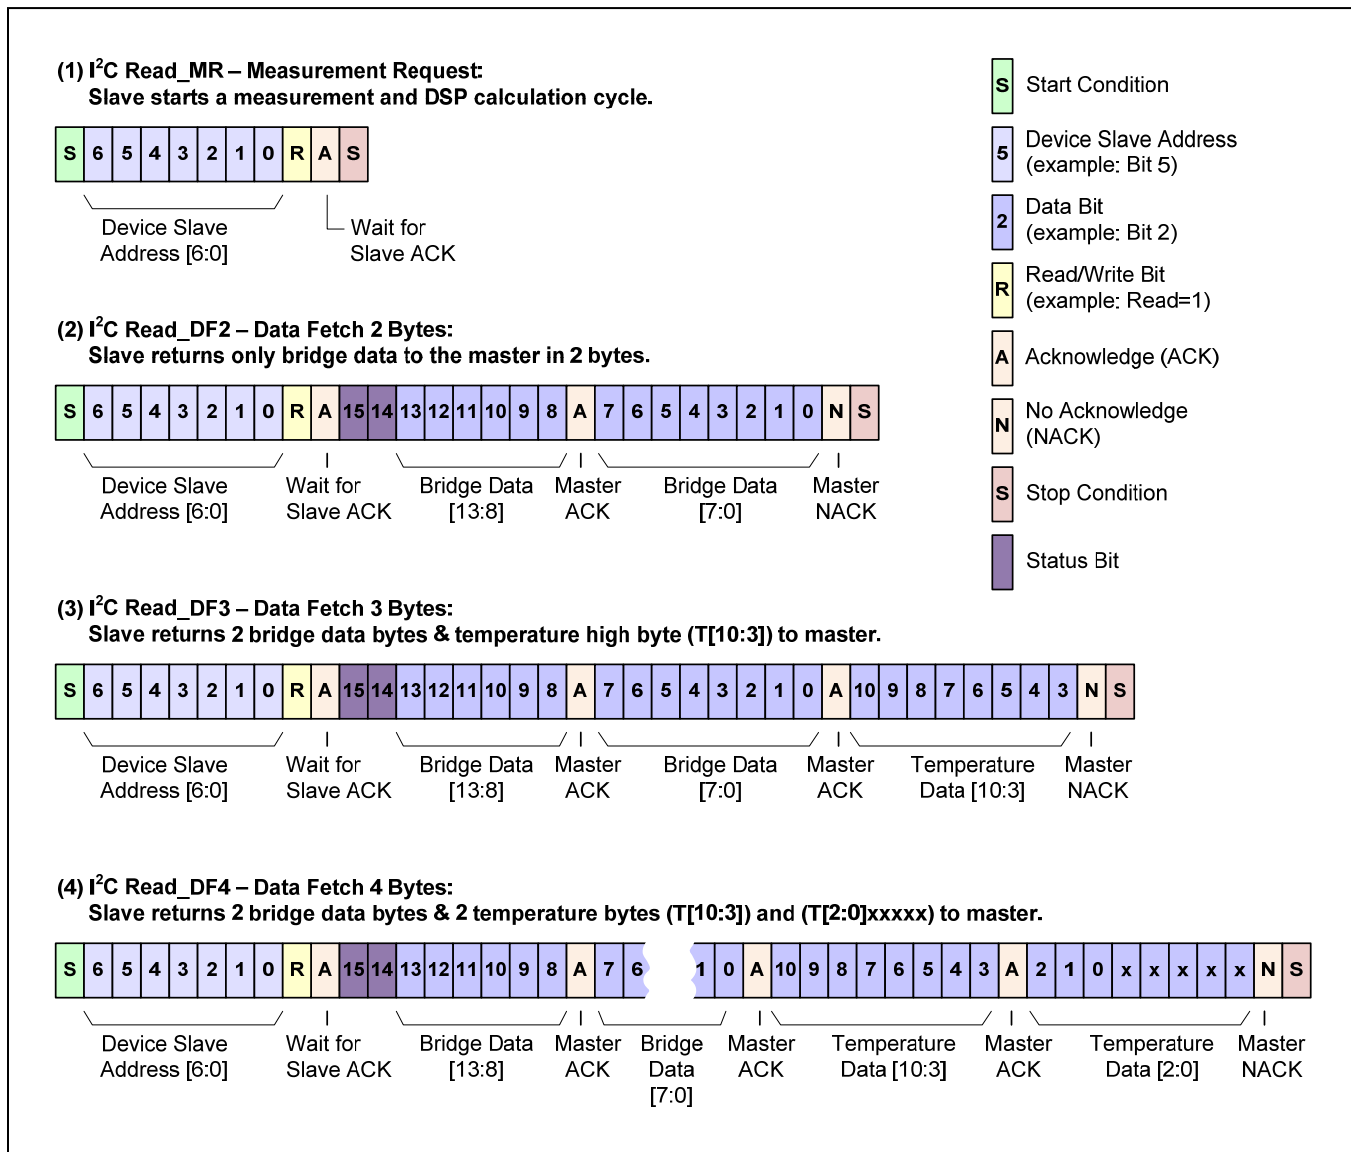 (1) I²C Read_MR – Measurement Request:
Slave starts a measurement and DSP calculation cycle.
S 6 5 4 3 2 1 0 R A S
Device Slave
Address [6:0]
Wait for
Slave ACK
(2) I²C Read_DF2 – Data Fetch 2 Bytes:
Slave returns only bridge data to the master in 2 bytes.
S 6 5 4 3 2 1 0 R A 15 14 13 12 11 10 9 8 A 7 6 5 4 3 2 1 0 N S
Device Slave
Address [6:0]
Wait for
Slave ACK
Bridge Data
[13:8]
Master
ACK
Bridge Data
[7:0]
Master
NACK
(3) I²C Read_DF3 – Data Fetch 3 Bytes:
Slave returns 2 bridge data bytes & temperature high byte (T[10:3]) to master.
S 6 5 4 3 2 1 0 R A 15 14 13 12 11 10 9 8 A 7 6 5 4 3 2 1 0 A 10 9 8 7 6 5 4 3 N S
Device Slave
Address [6:0]
Wait for
Slave ACK
Bridge Data
[13:8]
Master
ACK
Bridge Data
[7:0]
Master
ACK
Temperature
Data [10:3]
Master
NACK
(4) I²C Read_DF4 – Data Fetch 4 Bytes:
Slave returns 2 bridge data bytes & 2 temperature bytes (T[10:3]) and (T[2:0]xxxxx) to master.
S 6 5 4 3 2 1 0 R A 15 14 13 12 11 10 9 8 A 7 6 1 0 A 10 9 8 7 6 5 4 3 A 2 1 0 x x x x x N S
Device Slave
Address [6:0]
Wait for
Slave ACK
Bridge Data
[13:8]
Master
ACK
Bridge
Data
[7:0]
Master
ACK
Temperature
Data [10:3]
Master
ACK
Temperature
Data [2:0]
Master
NACK
S Start Condition
5 Device Slave Address
(example: Bit 5)
2 Data Bit
(example: Bit 2)
R Read/Write Bit
(example: Read=1)
A Acknowledge (ACK)
N No Acknowledge
(NACK)
S Stop Condition
Status Bit